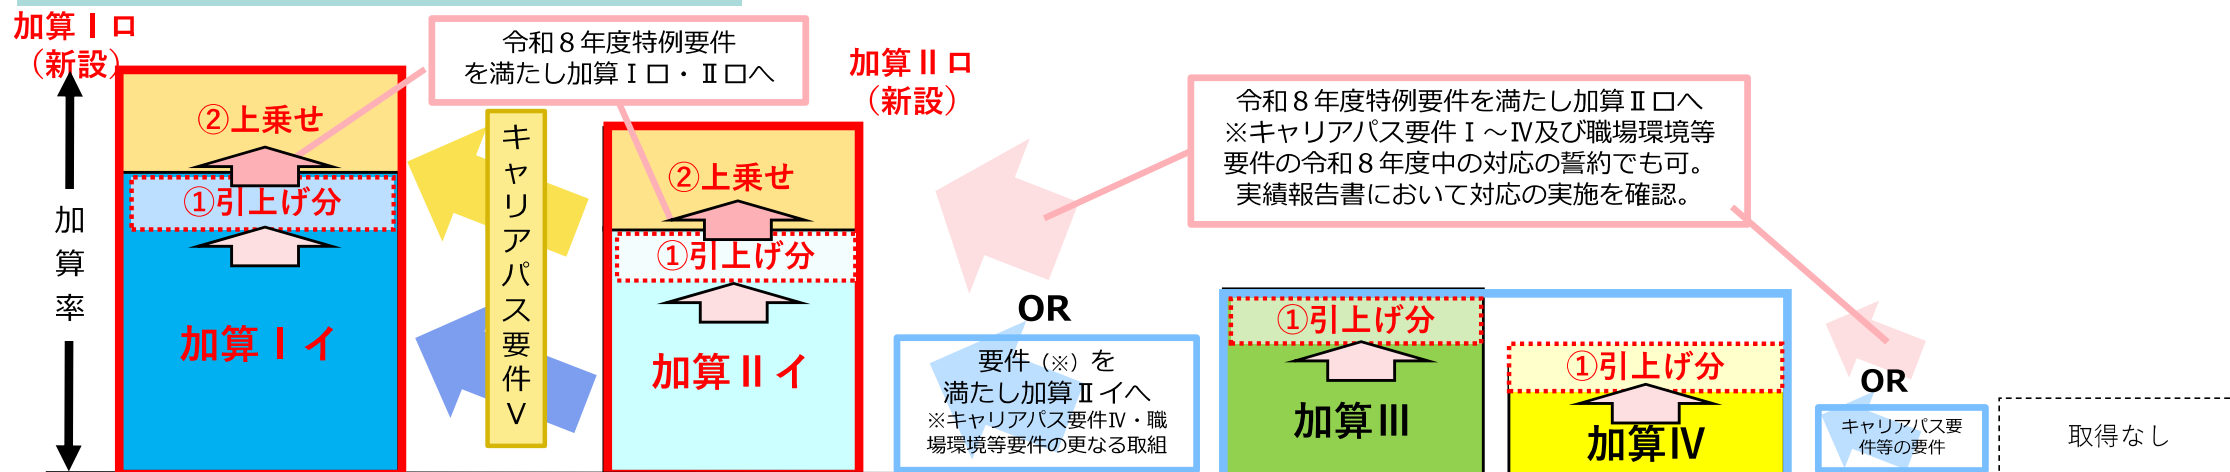 加算Ⅰロ
（新設）
加算率
②上乗せ
①引上げ分
加算Ⅰイ
令和８年度特例要件
を満たし加算Ⅰロ・Ⅱロへ
キャリアパス要件Ⅴ
加算Ⅱロ
（新設）
②上乗せ
①引上げ分
加算Ⅱイ
令和８年度特例要件を満たし加算Ⅱロへ
※キャリアパス要件Ⅰ～Ⅳ及び職場環境等
要件の令和８年度中の対応の誓約でも可。
実績報告書において対応の実施を確認。
OR
要件（※）を
満たし加算Ⅱイへ
※キャリアパス要件Ⅳ・職
場環境等要件の更なる取組
①引上げ分
加算Ⅲ
①引上げ分
加算Ⅳ
OR
キャリアパス要
件等の要件
取得なし